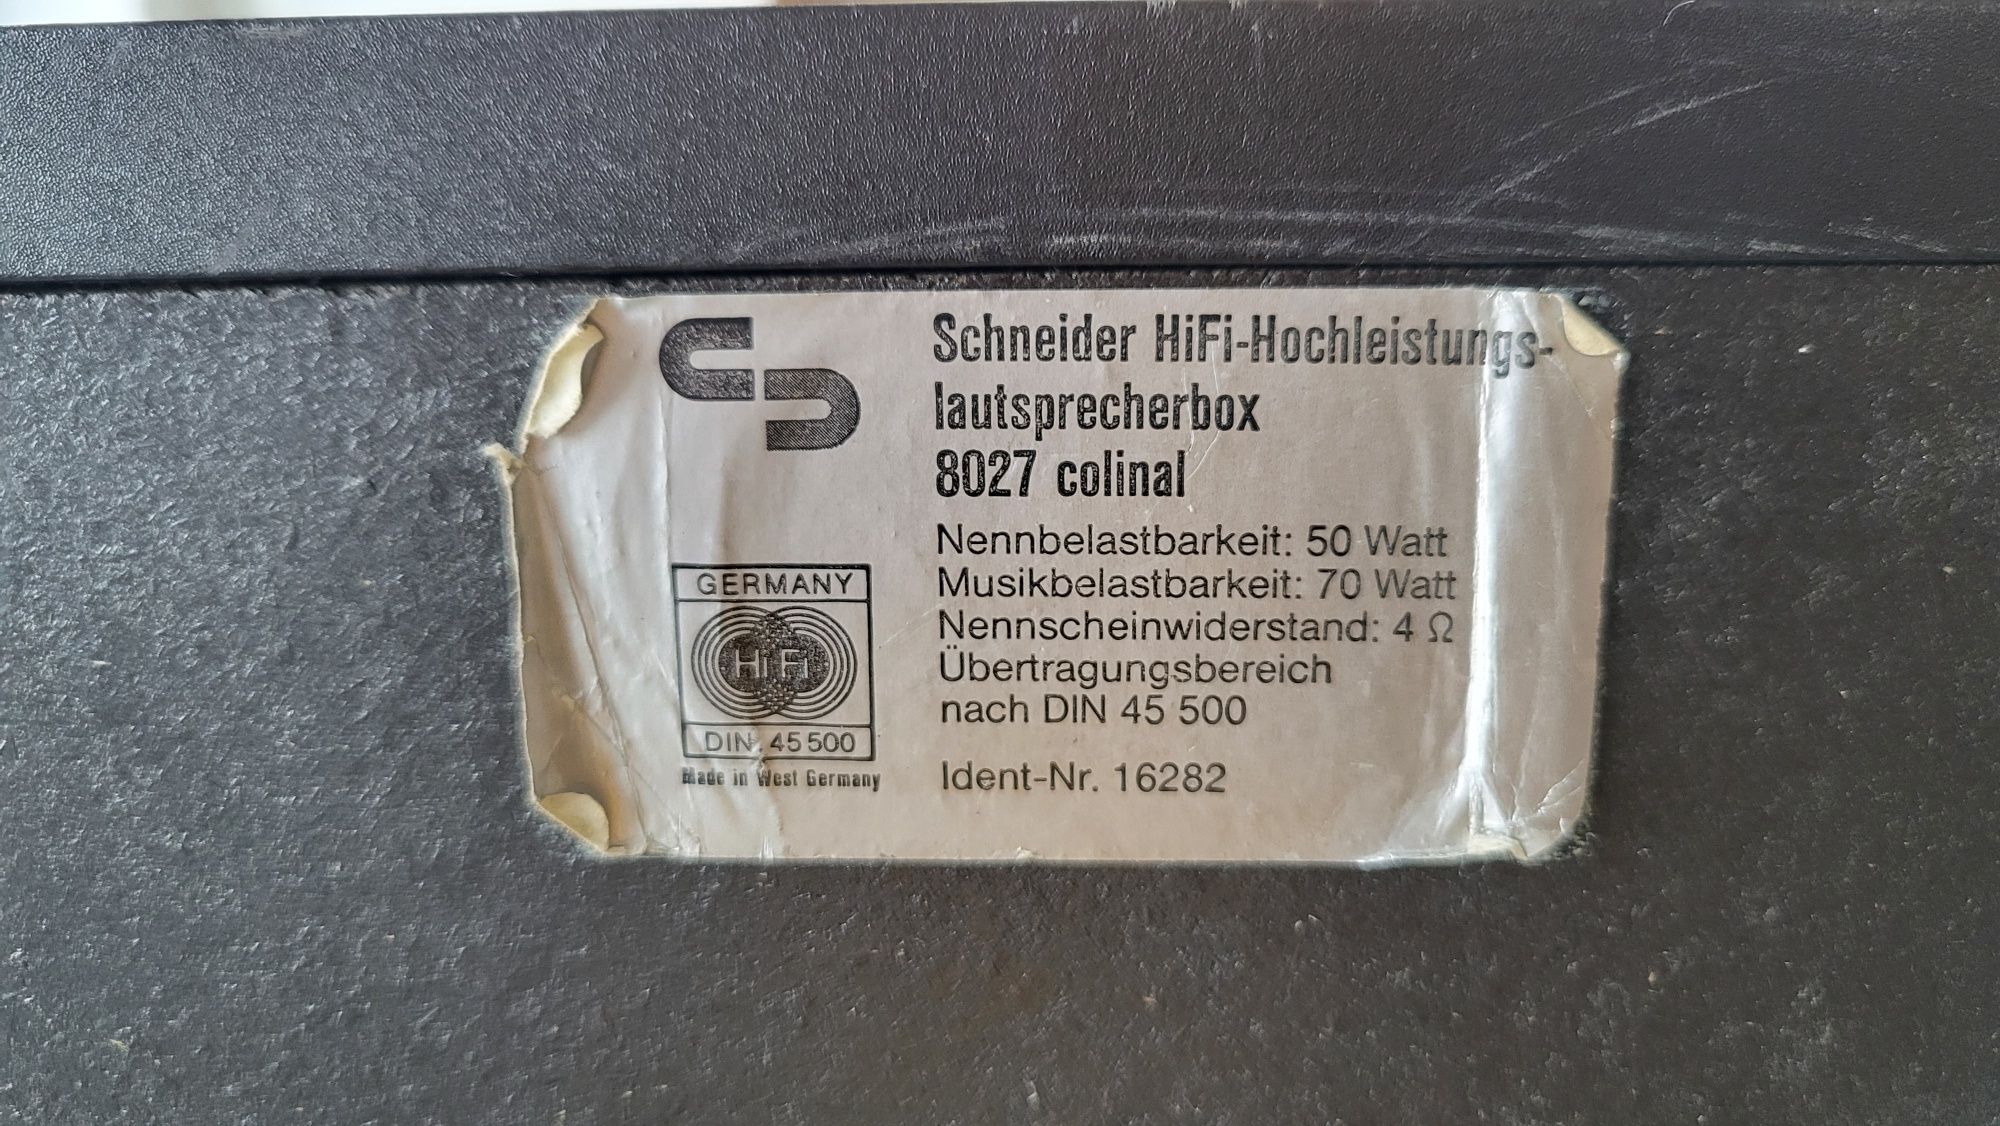 Schneider HiFi-Hochleistungs-
lautsprecherbox
8027 colinal
Nennbelastbarkeit: 50 Watt
Musikbelastbarkeit: 70 Watt
Nennscheinwiderstand: 4 Ω
Übertragungsbereich
nach DIN 45 500
Ident-Nr. 16282
GERMANY
HiFi
DIN 45 500
Made in West Germany